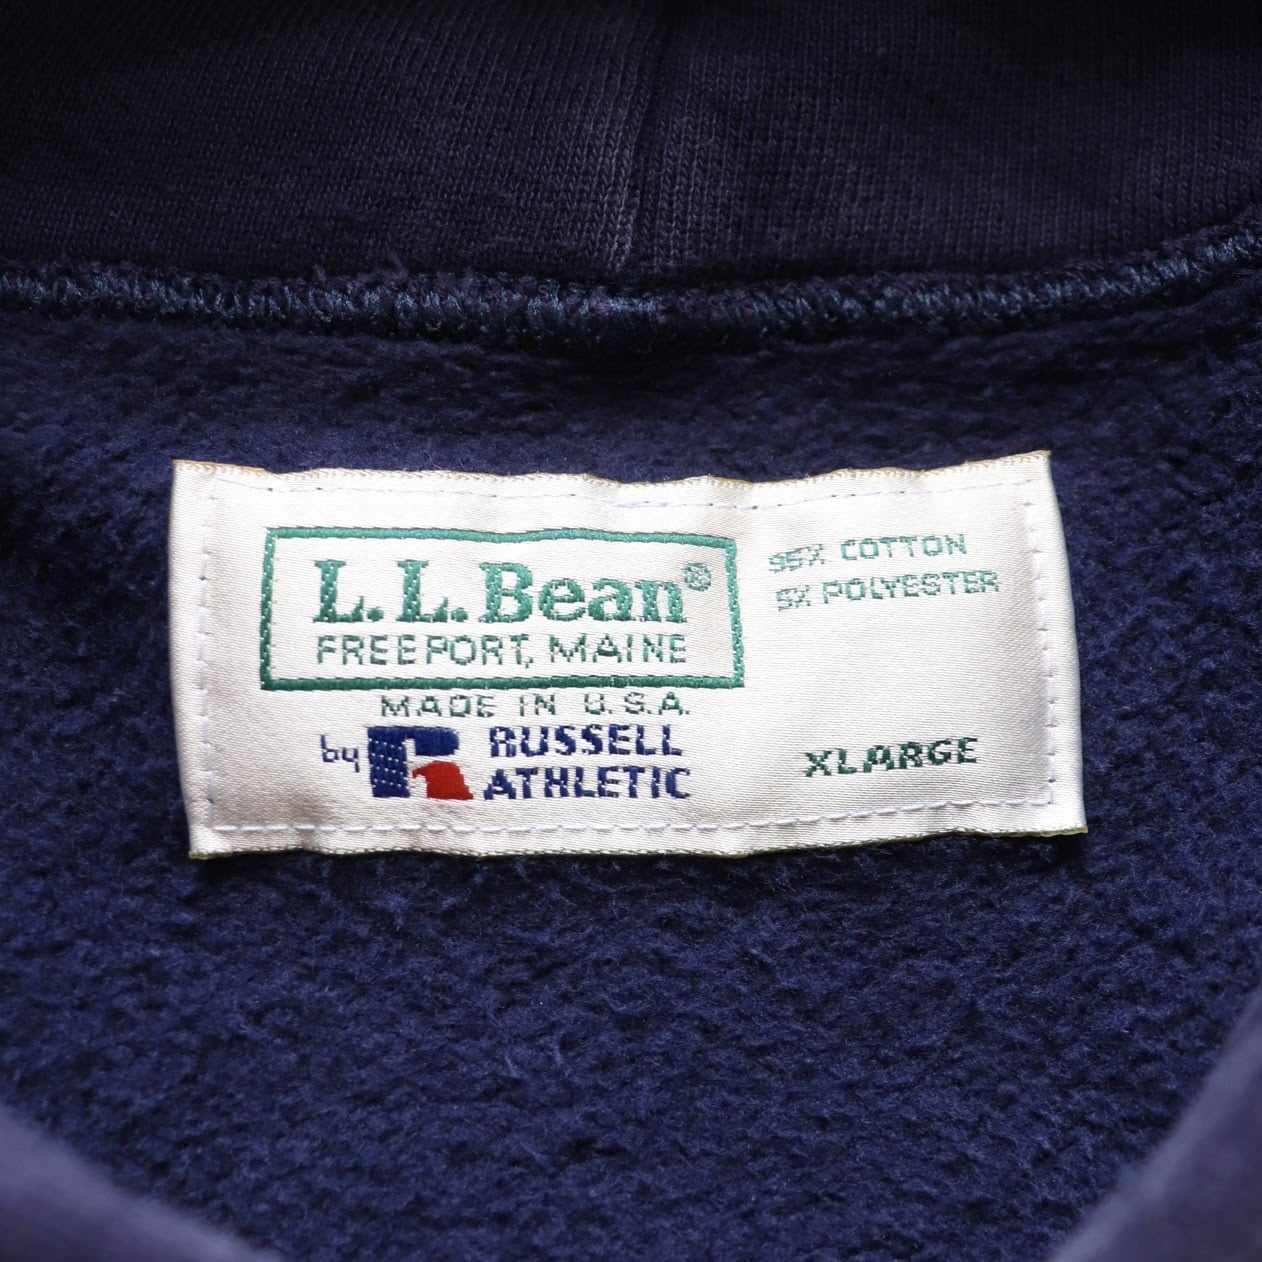 L.L.Bean®
FREEPORT, MAINE
MADE IN U.S.A.
by RUSSELL
ATHLETIC
95% COTTON
5% POLYESTER
XLARGE